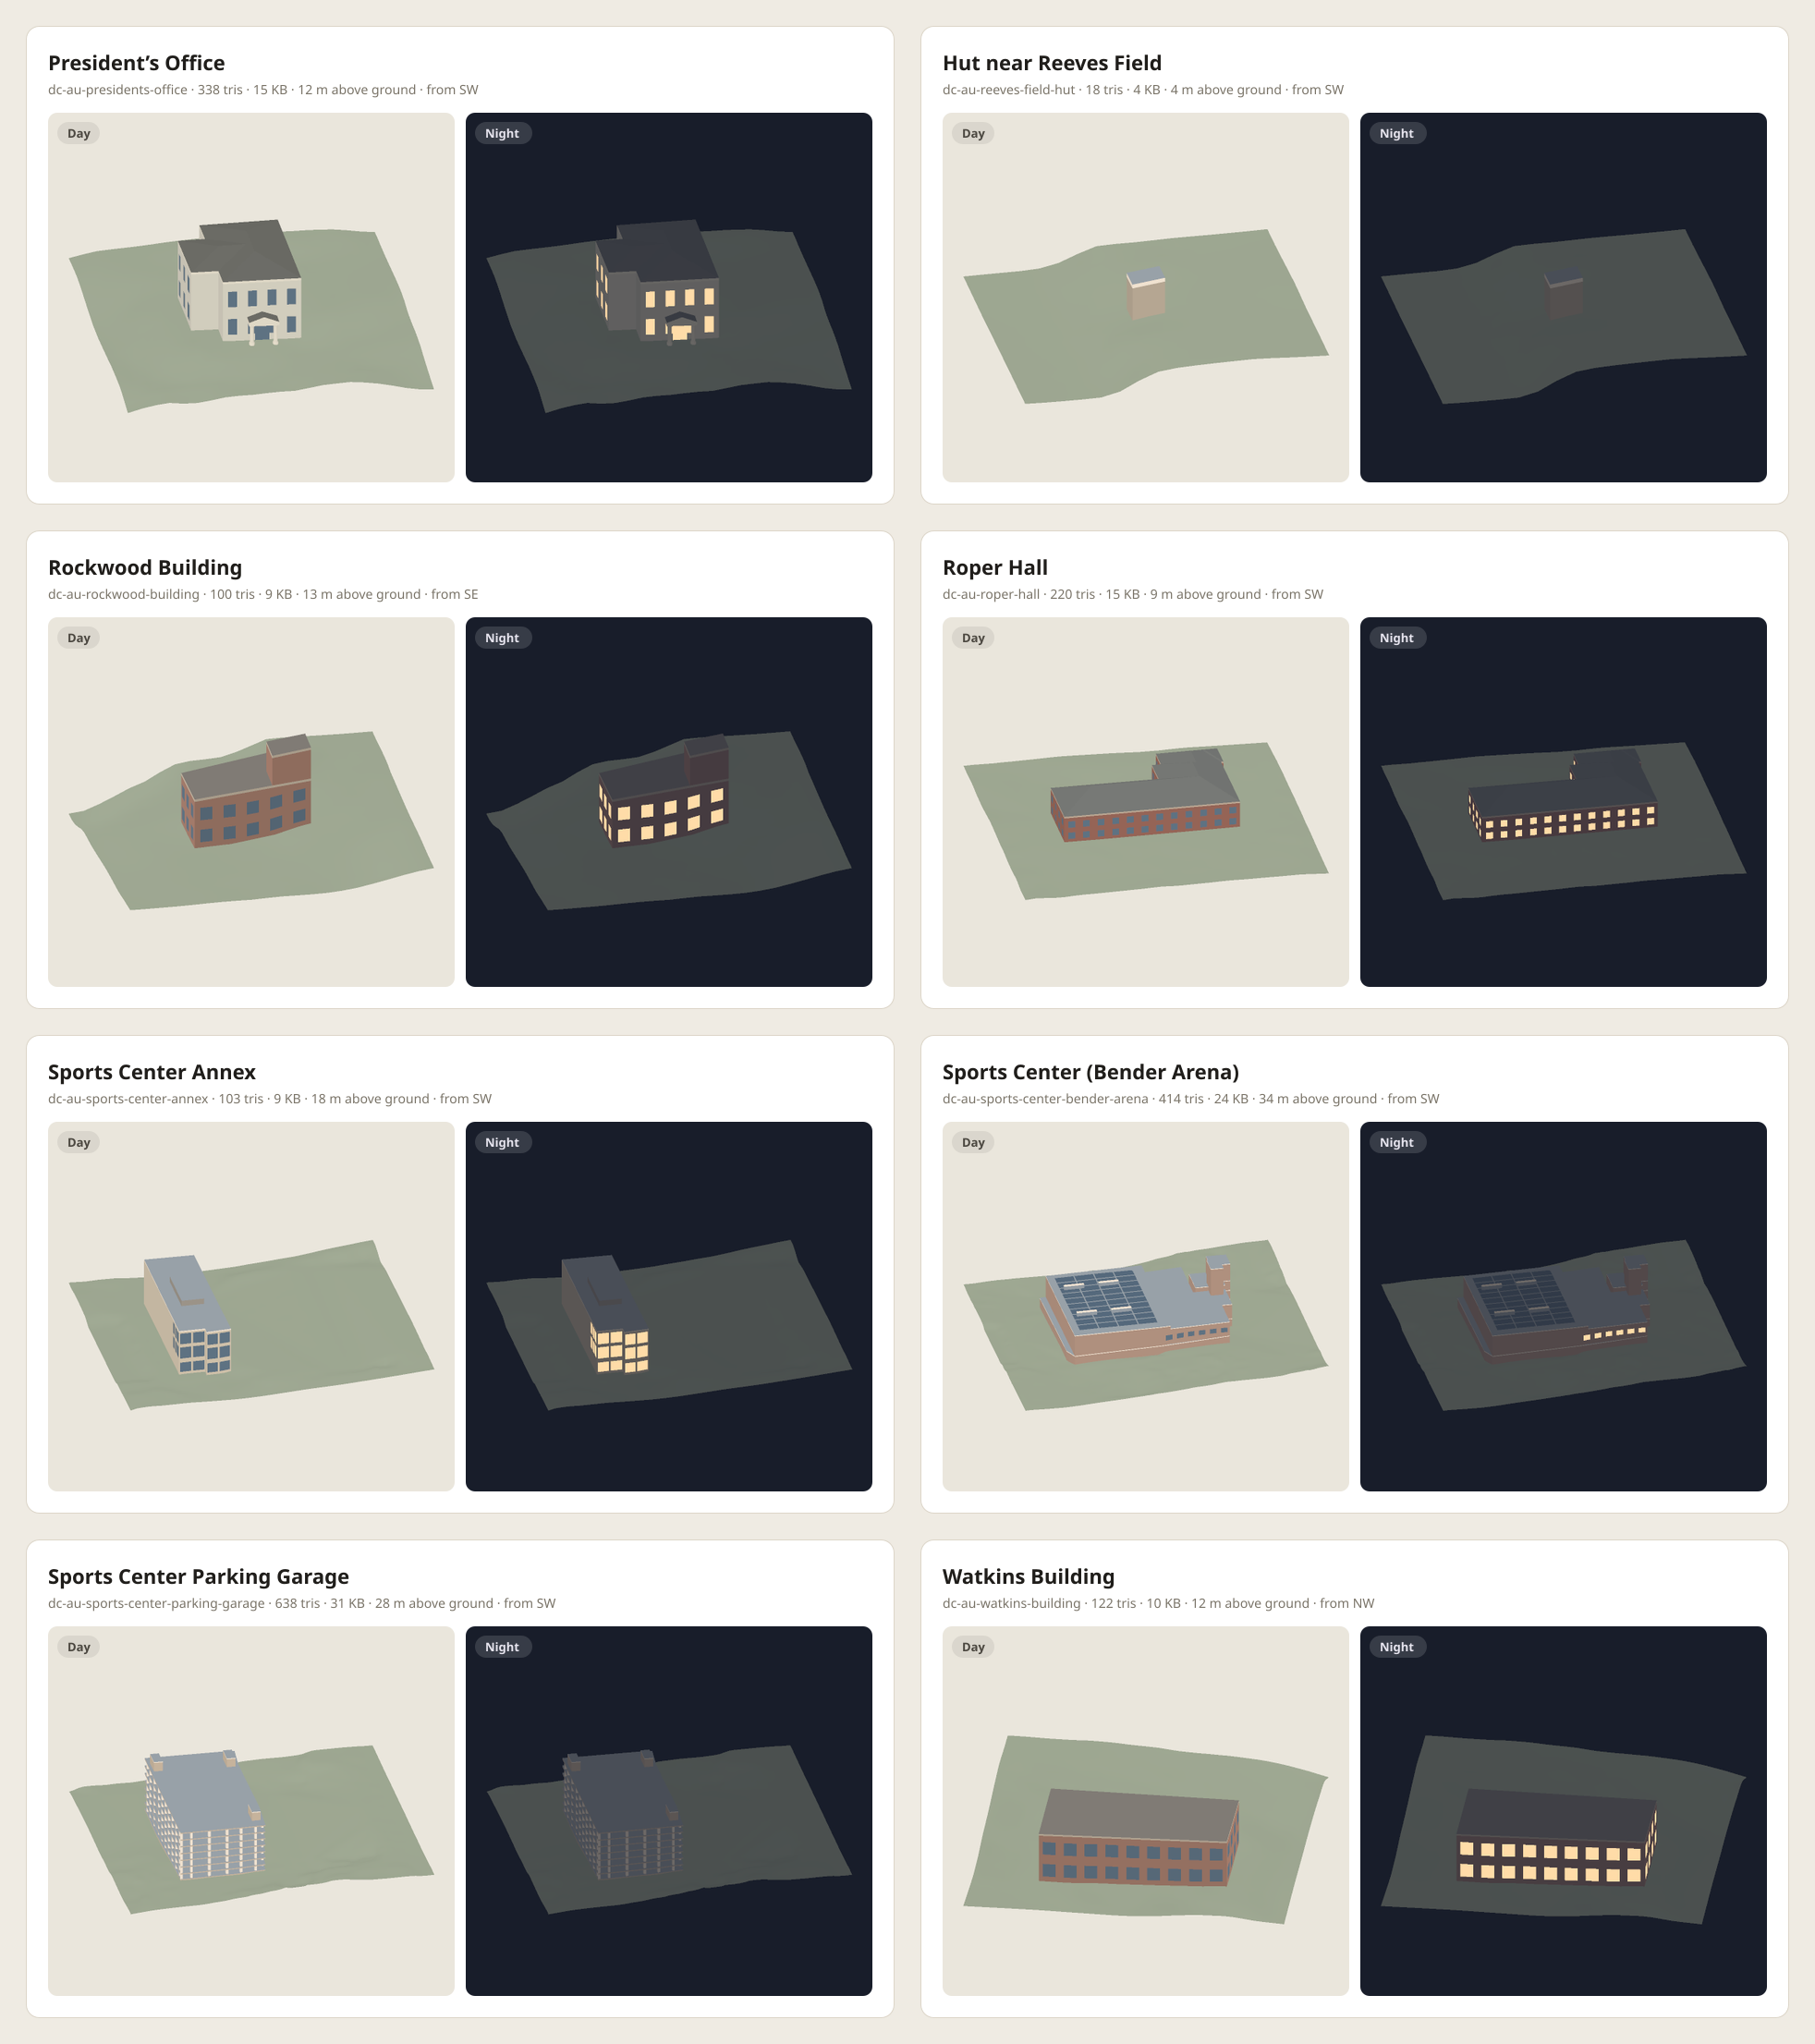 President’s Office
dc-au-presidents-office · 338 tris · 15 KB · 12 m above ground · from SW
Day
Night
Hut near Reeves Field
dc-au-reeves-field-hut · 18 tris · 4 KB · 4 m above ground · from SW
Day
Night
Rockwood Building
dc-au-rockwood-building · 100 tris · 9 KB · 13 m above ground · from SE
Day
Night
Roper Hall
dc-au-roper-hall · 220 tris · 15 KB · 9 m above ground · from SW
Day
Night
Sports Center Annex
dc-au-sports-center-annex · 103 tris · 9 KB · 18 m above ground · from SW
Day
Night
Sports Center (Bender Arena)
dc-au-sports-center-bender-arena · 414 tris · 24 KB · 34 m above ground · from SW
Day
Night
Sports Center Parking Garage
dc-au-sports-center-parking-garage · 638 tris · 31 KB · 28 m above ground · from SW
Day
Night
Watkins Building
dc-au-watkins-building · 122 tris · 10 KB · 12 m above ground · from NW
Day
Night